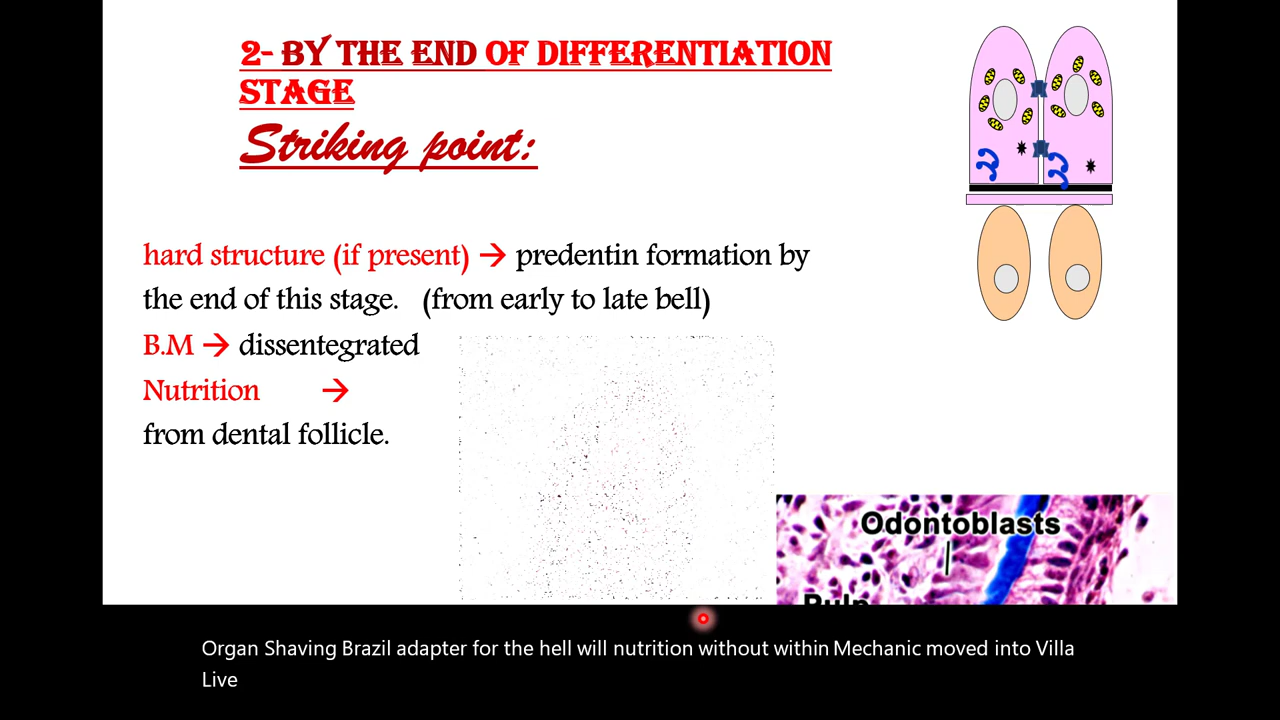 2- BY THE END OF DIFFERENTIATION
STAGE
Striking point:
hard structure (if present) → predentin formation by
the end of this stage. (from early to late bell)
B.M → dissentegrated
Nutrition →
from dental follicle.
Odontoblasts
Pulp
Organ Shaving Brazil adapter for the hell will nutrition without within Mechanic moved into Villa
Live